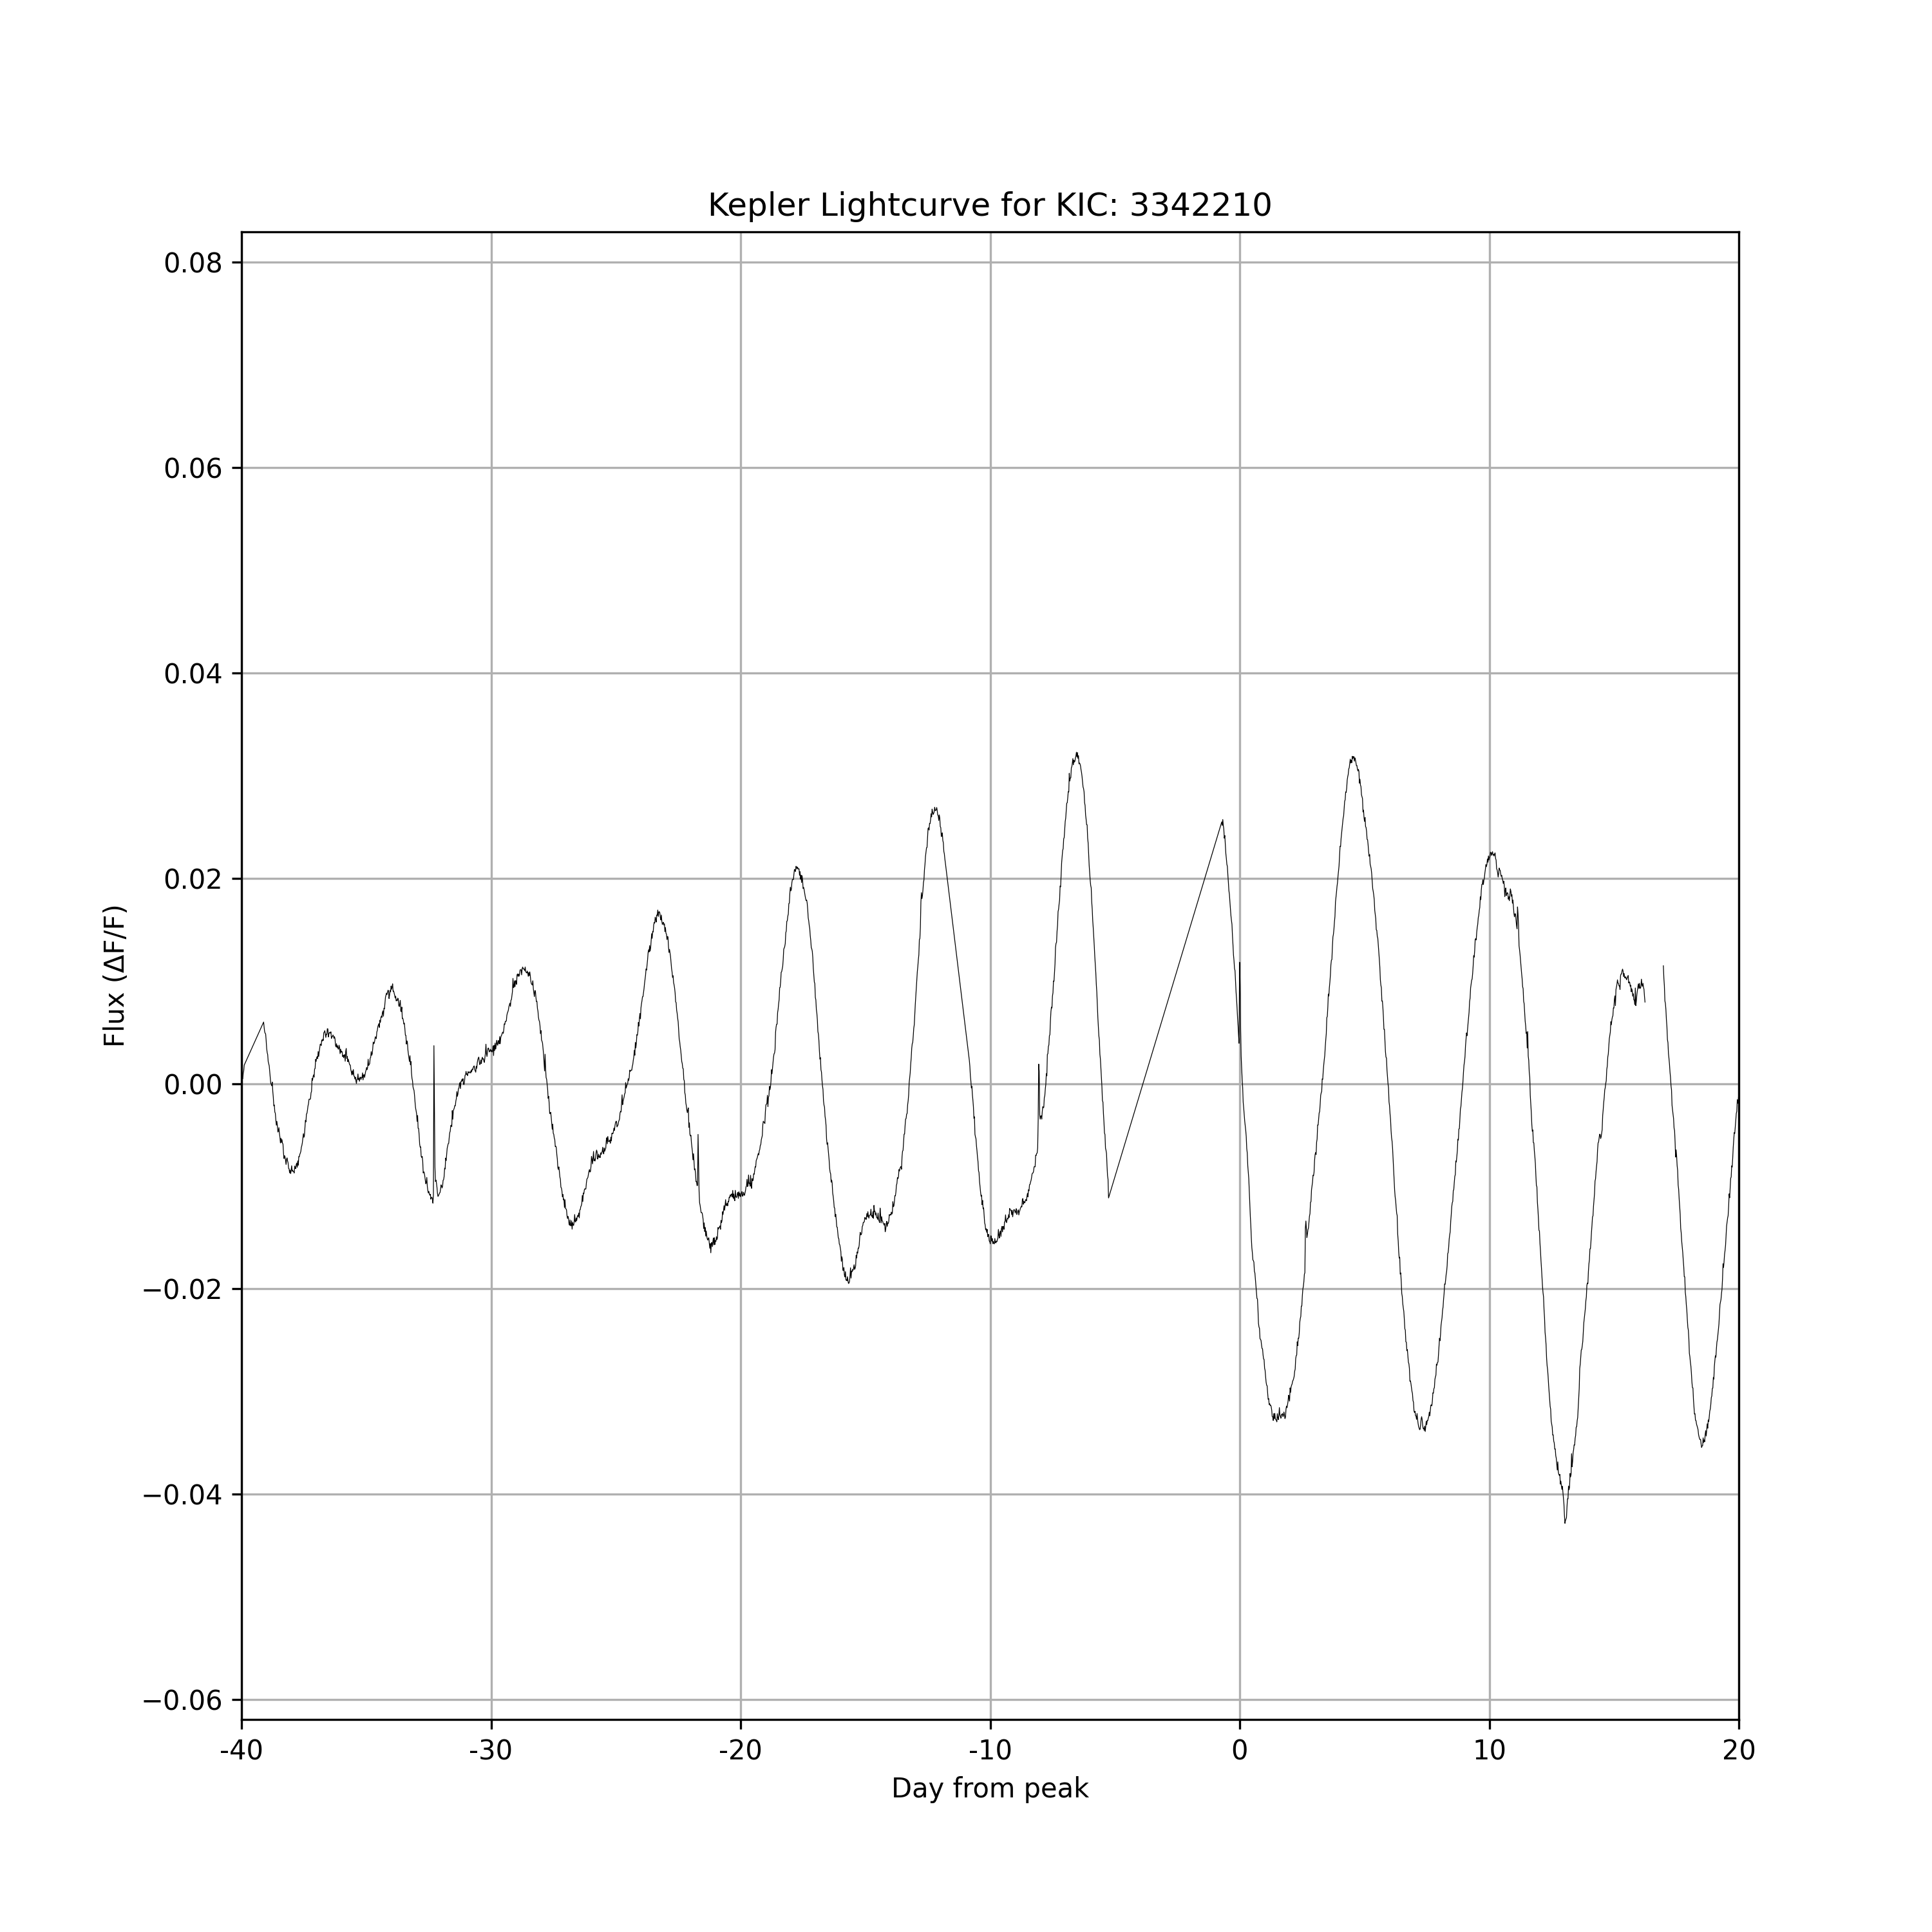 Kepler Lightcurve for KIC: 3342210
0.08
0.06
0.04
0.02
0.00
−0.02
−0.04
−0.06
Flux (ΔF/F)
-40 -30 -20 -10 0 10 20
Day from peak